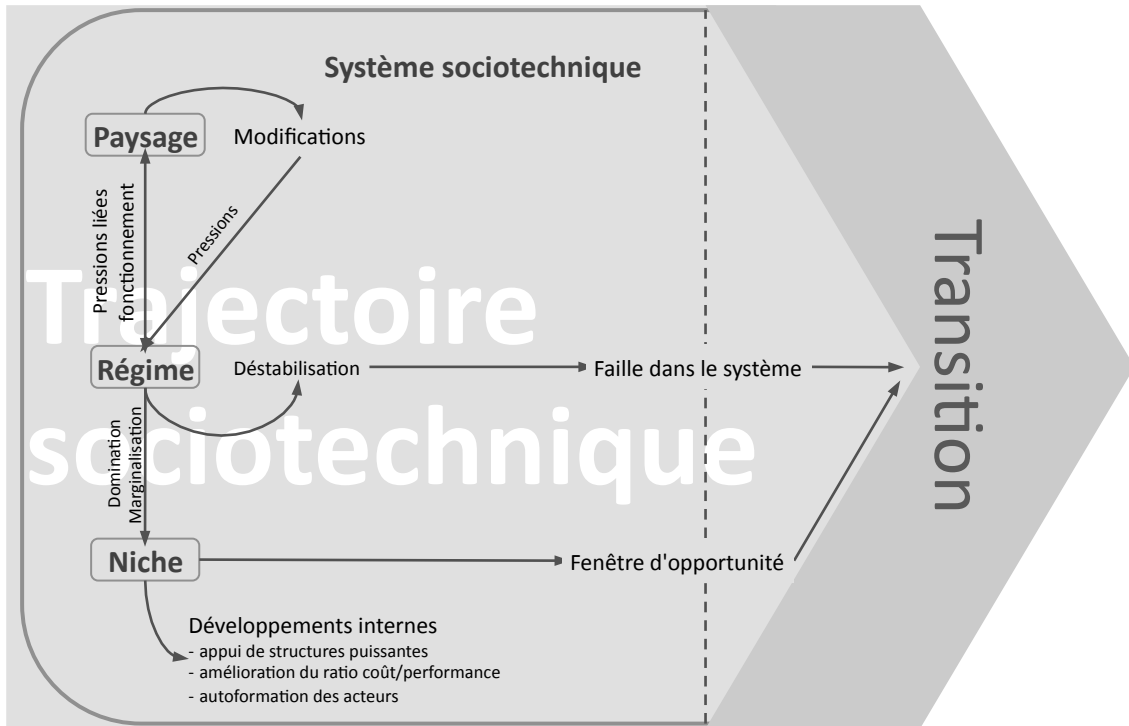 Système sociotechnique
Paysage
Modifications
Pressions liées
fonctionnement
Pressions
Trajectoire
sociotechnique
Régime
Déstabilisation
Faille dans le système
Transition
Domination
Marginalisation
Niche
Fenêtre d'opportunité
Développements internes
- appui de structures puissantes
- amélioration du ratio coût/performance
- autoformation des acteurs